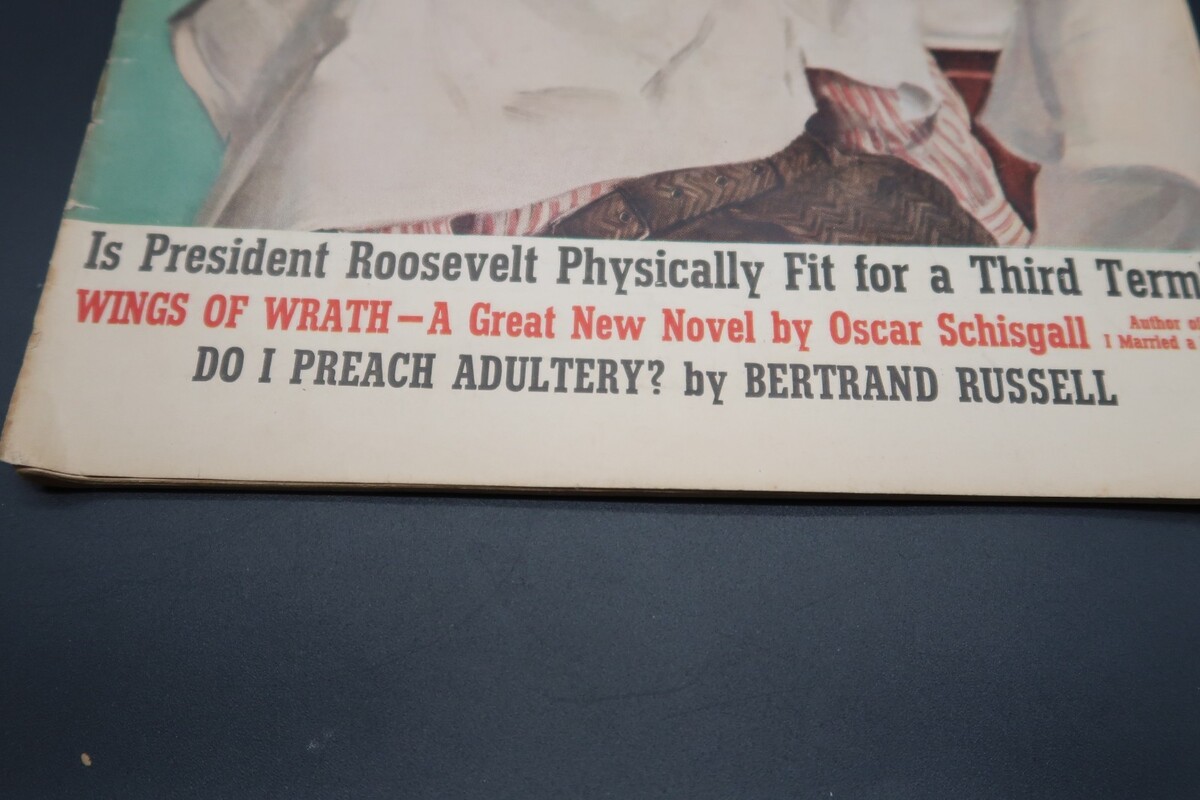 Is President Roosevelt Physically Fit for a Third Term
WINGS OF WRATH—A Great New Novel by Oscar Schisgall
Author of
I Married a
DO I PREACH ADULTERY? by BERTRAND RUSSELL